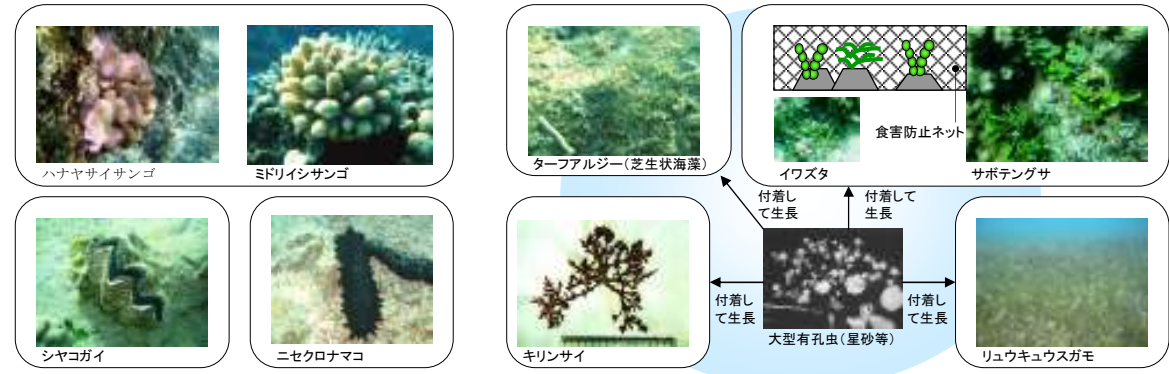 ハナヤサイサンゴ
ミドリイシサンゴ
シヤコガイ
ニセクロナマコ
ターフアルジー(芝生状海藻)
食害防止ネット
イワズタ
サボテングサ
付着し
て生長
付着して
生長
キリンサイ
付着し
て生長
大型有孔虫(星砂等)
付着し
て生長
リュウキュウスガモ